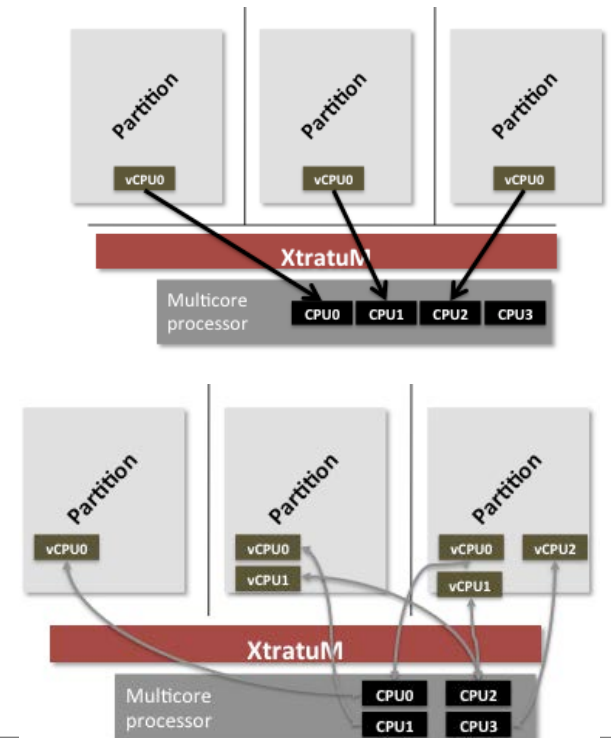 Partition
Partition
Partition
vCPU0
vCPU0
vCPU0
XtratuM
Multicore
processor
CPU0
CPU1
CPU2
CPU3
Partition
Partition
Partition
vCPU0
vCPU0
vCPU1
vCPU0
vCPU2
vCPU1
XtratuM
Multicore
processor
CPU0
CPU2
CPU1
CPU3